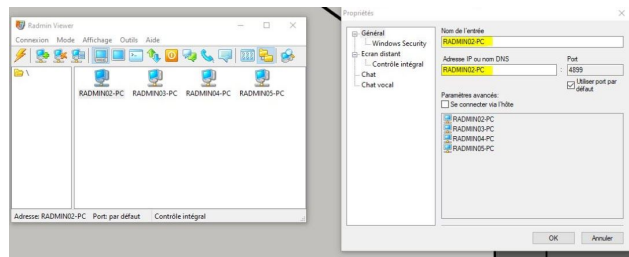 Radmin Viewer
Connexion Mode Affichage Outils Aide
\
RADMIN02-PC RADMIN03-PC RADMIN04-PC RADMIN05-PC
Adresse: RADMIN02-PC Port: par défaut Contrôle intégral
Propriétés
Général
Windows Security
Ecran distant
Contrôle intégral
Chat
Chat vocal
Nom de l'entrée
RADMIN02-PC
Adresse IP ou nom DNS Port
RADMIN02-PC : 4899
Utiliser port par défaut
Paramètres avancés:
Se connecter via l'hôte
RADMIN02-PC
RADMIN03-PC
RADMIN04-PC
RADMIN05-PC
OK Annuler